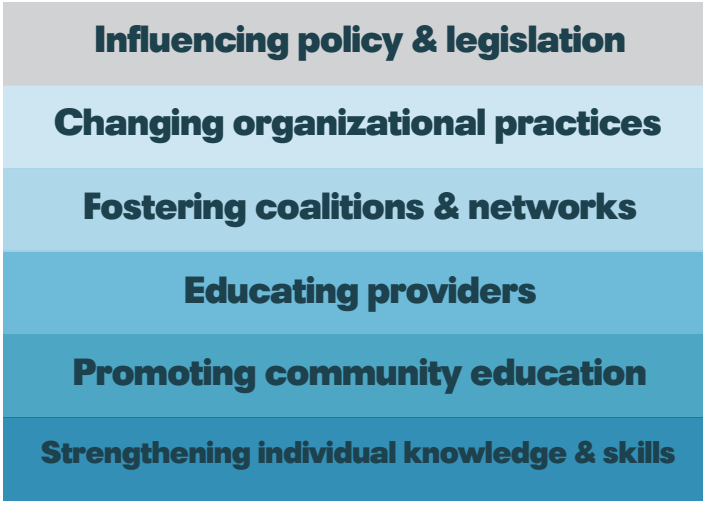 Influencing policy & legislation
Changing organizational practices
Fostering coalitions & networks
Educating providers
Promoting community education
Strengthening individual knowledge & skills